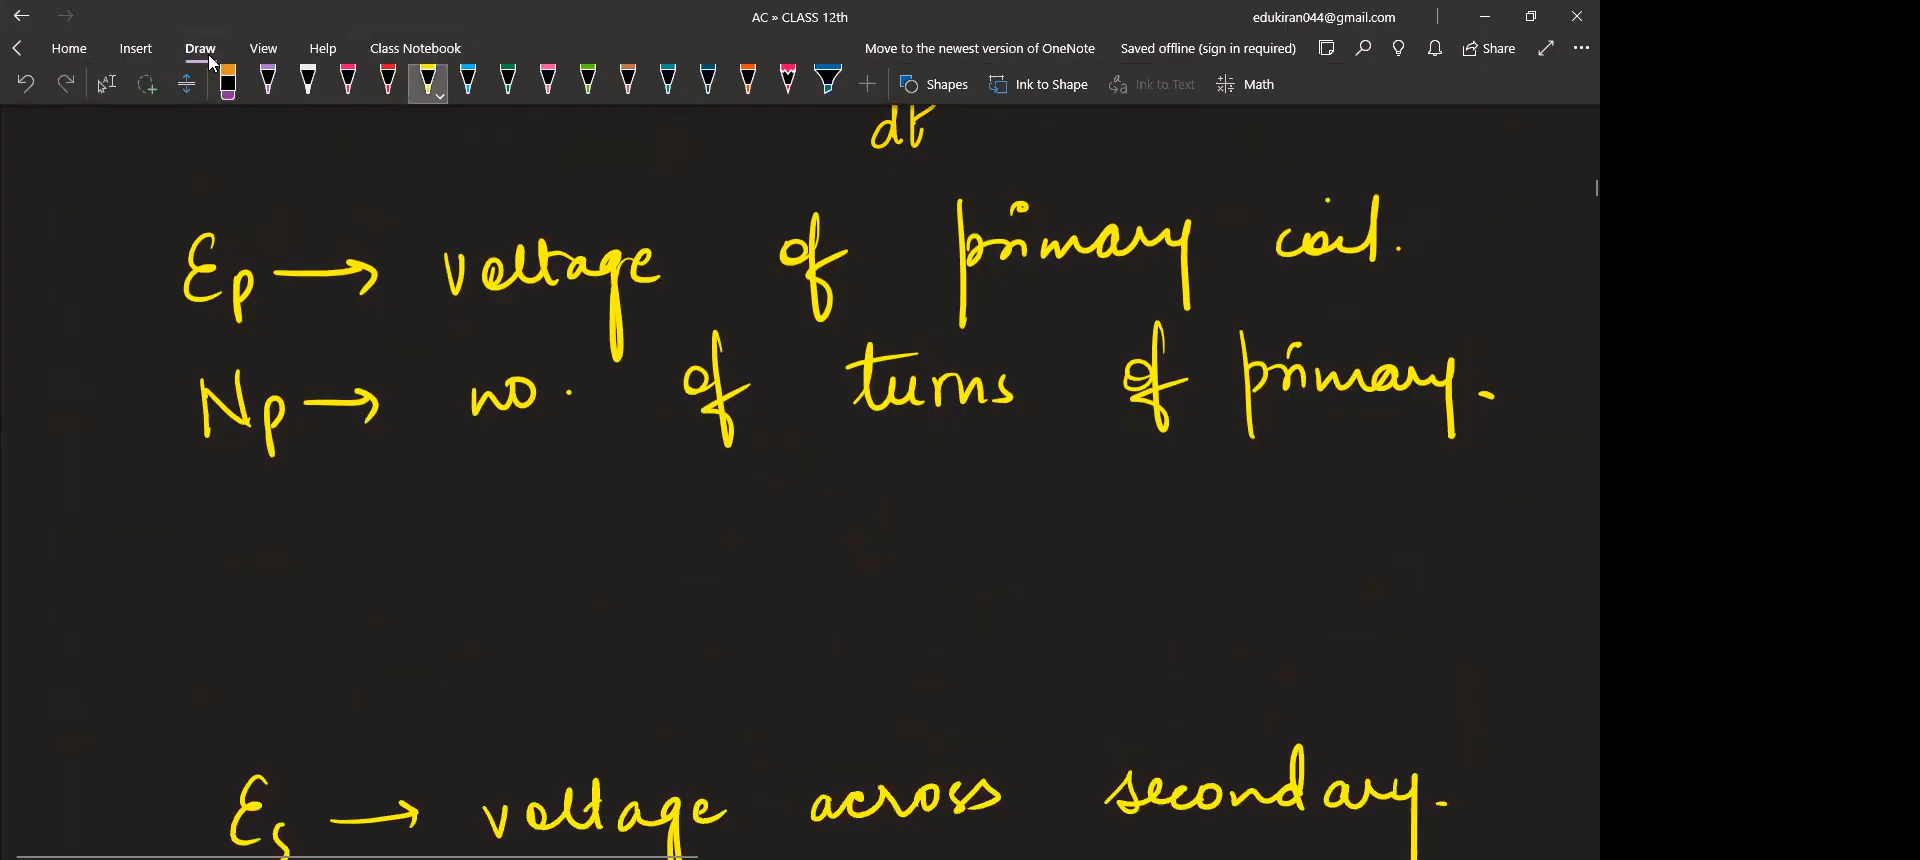 AC » CLASS 12th
edukiran044@gmail.com
Home Insert Draw View Help Class Notebook
Move to the newest version of OneNote Saved offline (sign in required) Share
Shapes Ink to Shape Ink to Text Math
dt
Ep → voltage of primary coil.
Np → no. of turns of primary.
Es → voltage across secondary.